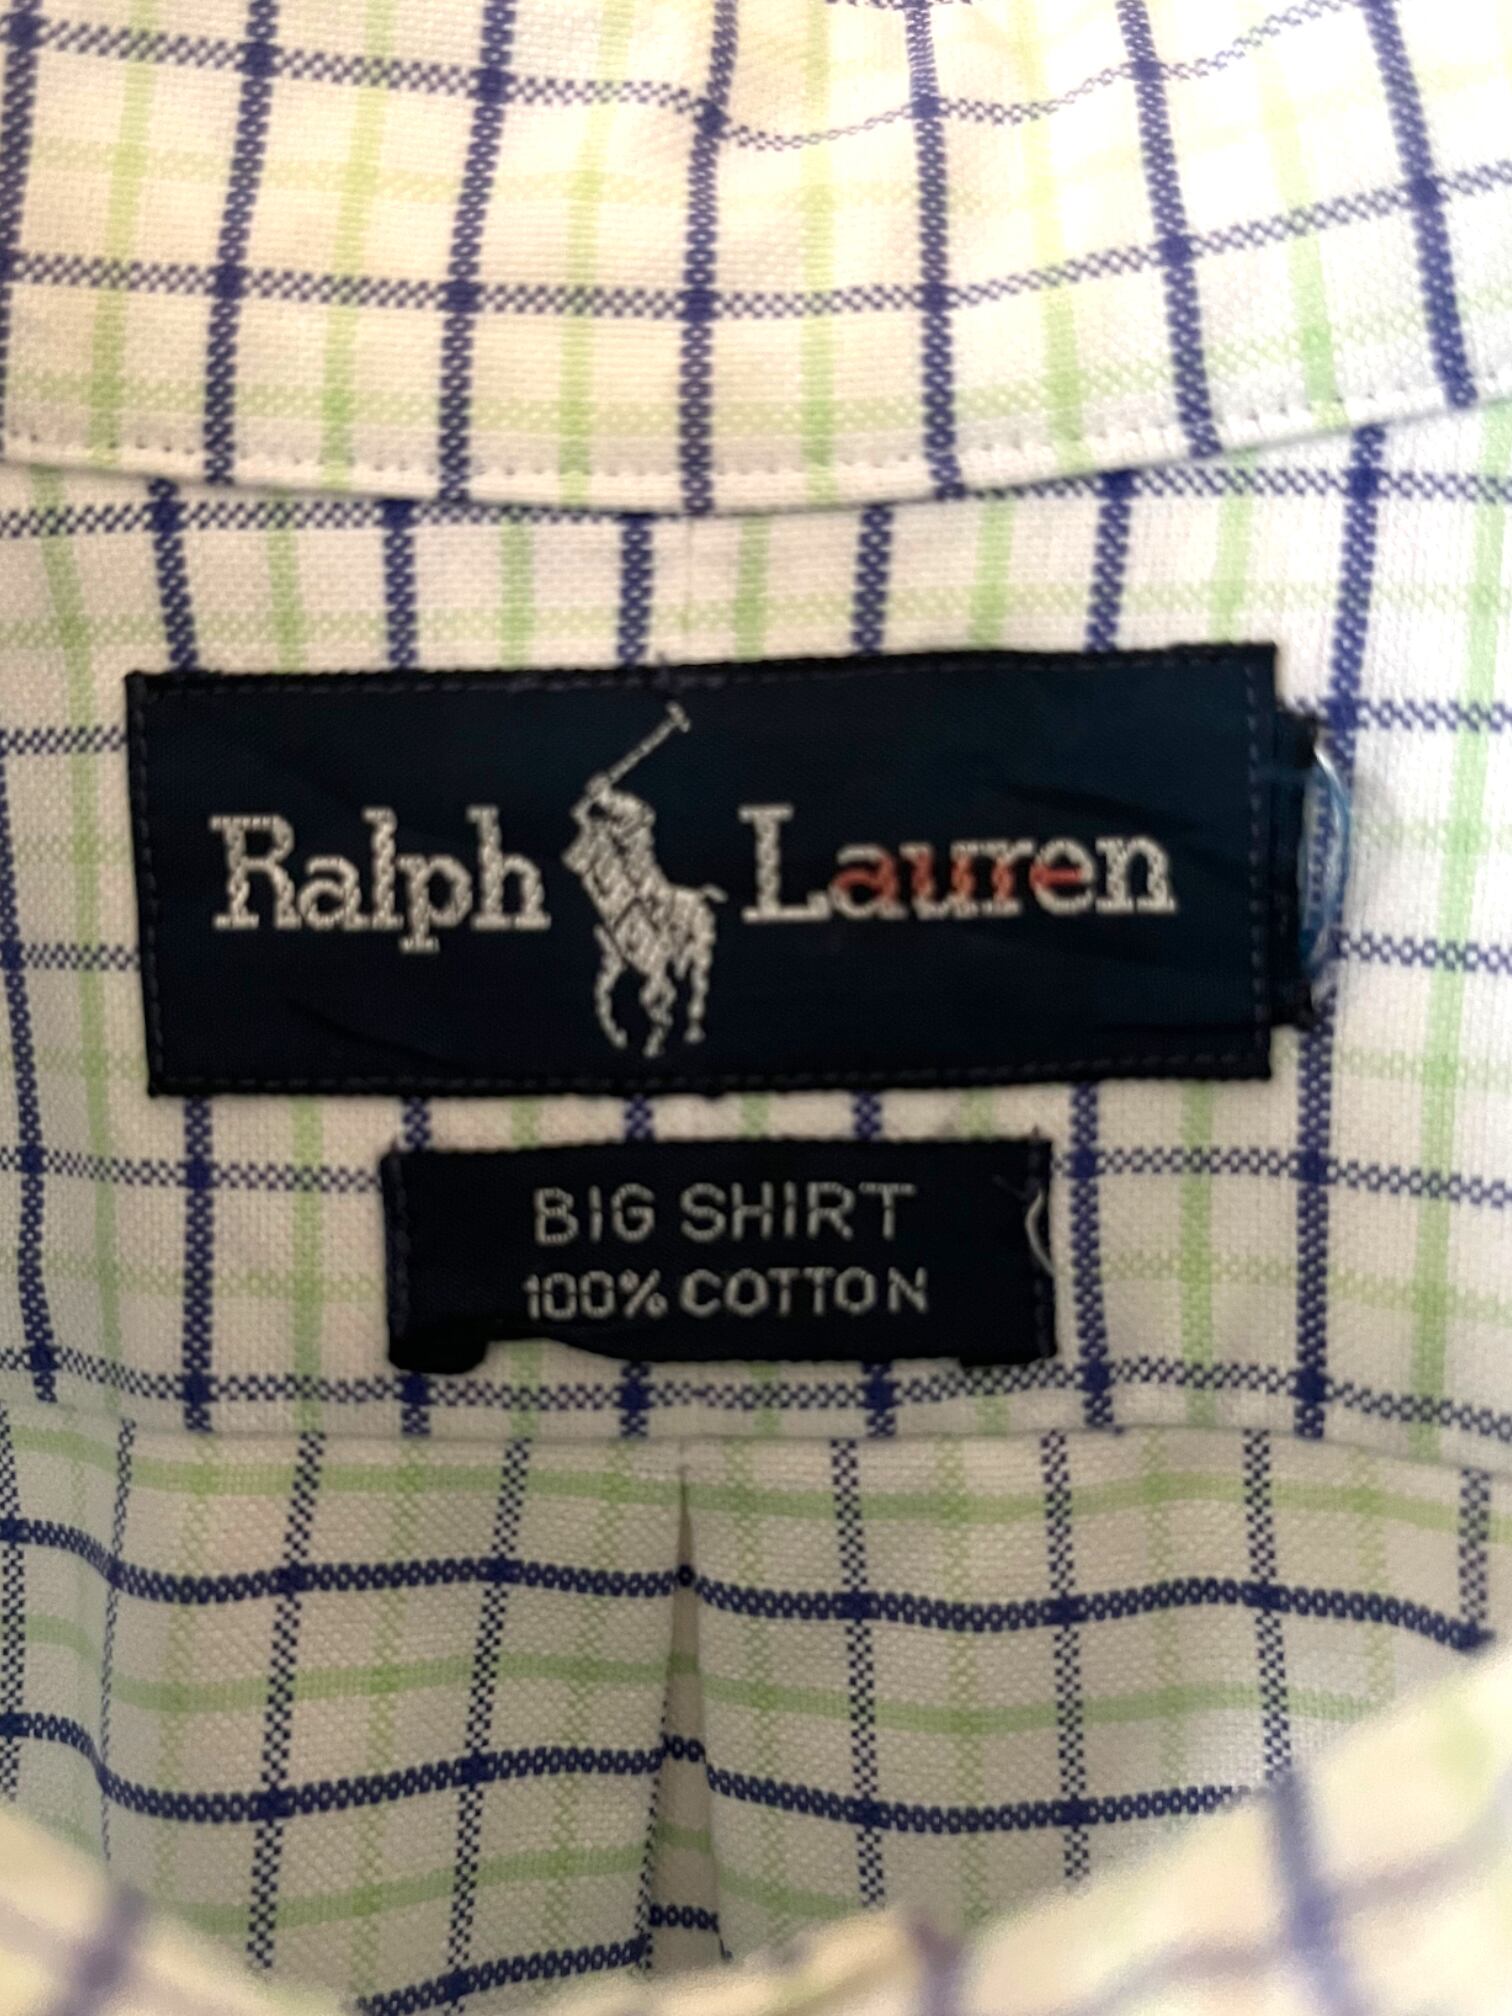 Ralph Lauren
BIG SHIRT
100% COTTON